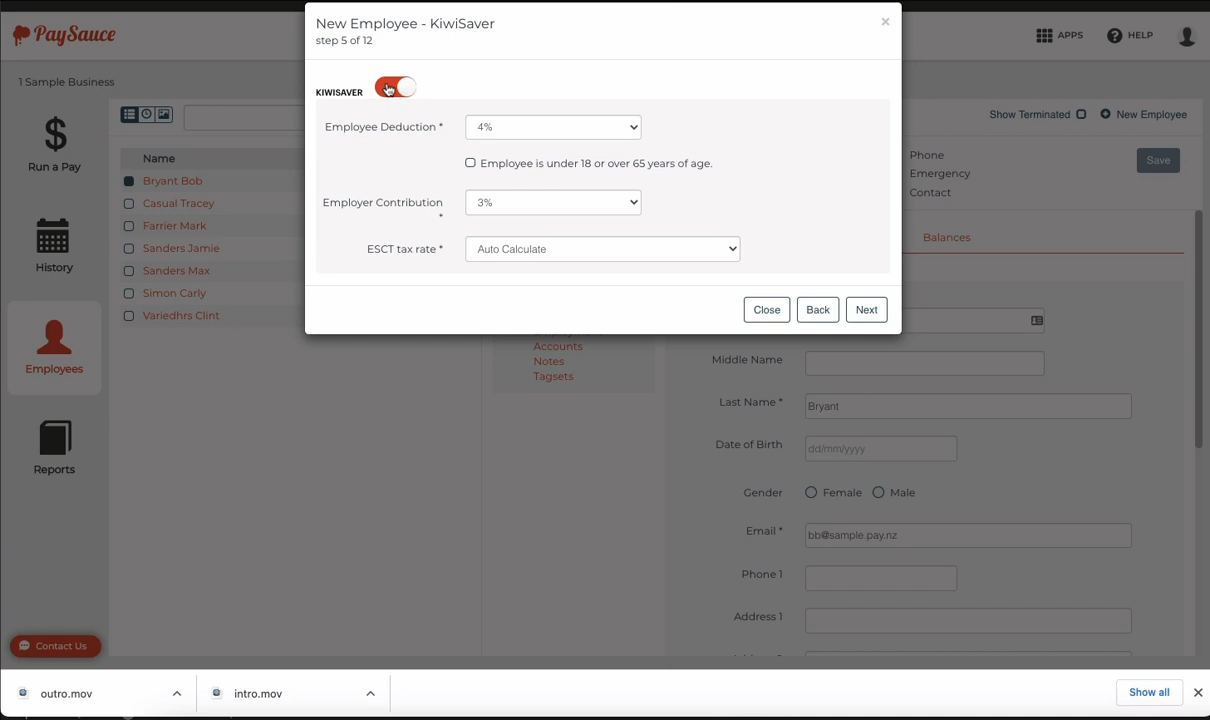 New Employee - KiwiSaver
×
step 5 of 12
PaySauce
APPS
HELP
1 Sample Business
KIWISAVER
Employee Deduction *
4%
Employee is under 18 or over 65 years of age.
Employer Contribution
*
3%
ESCT tax rate *
Auto Calculate
Close
Back
Next
Show Terminated
New Employee
Run a Pay
History
Employees
Reports
Name
Bryant Bob
Casual Tracey
Farrier Mark
Sanders Jamie
Sanders Max
Simon Carly
Variedhrs Clint
Phone
Emergency
Contact
Save
Balances
Accounts
Notes
Tagsets
Middle Name
Last Name *
Bryant
Date of Birth
dd/mm/yyyy
Gender
Female
Male
Email *
bb@sample.pay.nz
Phone 1
Address 1
Contact Us
outro.mov
intro.mov
Show all